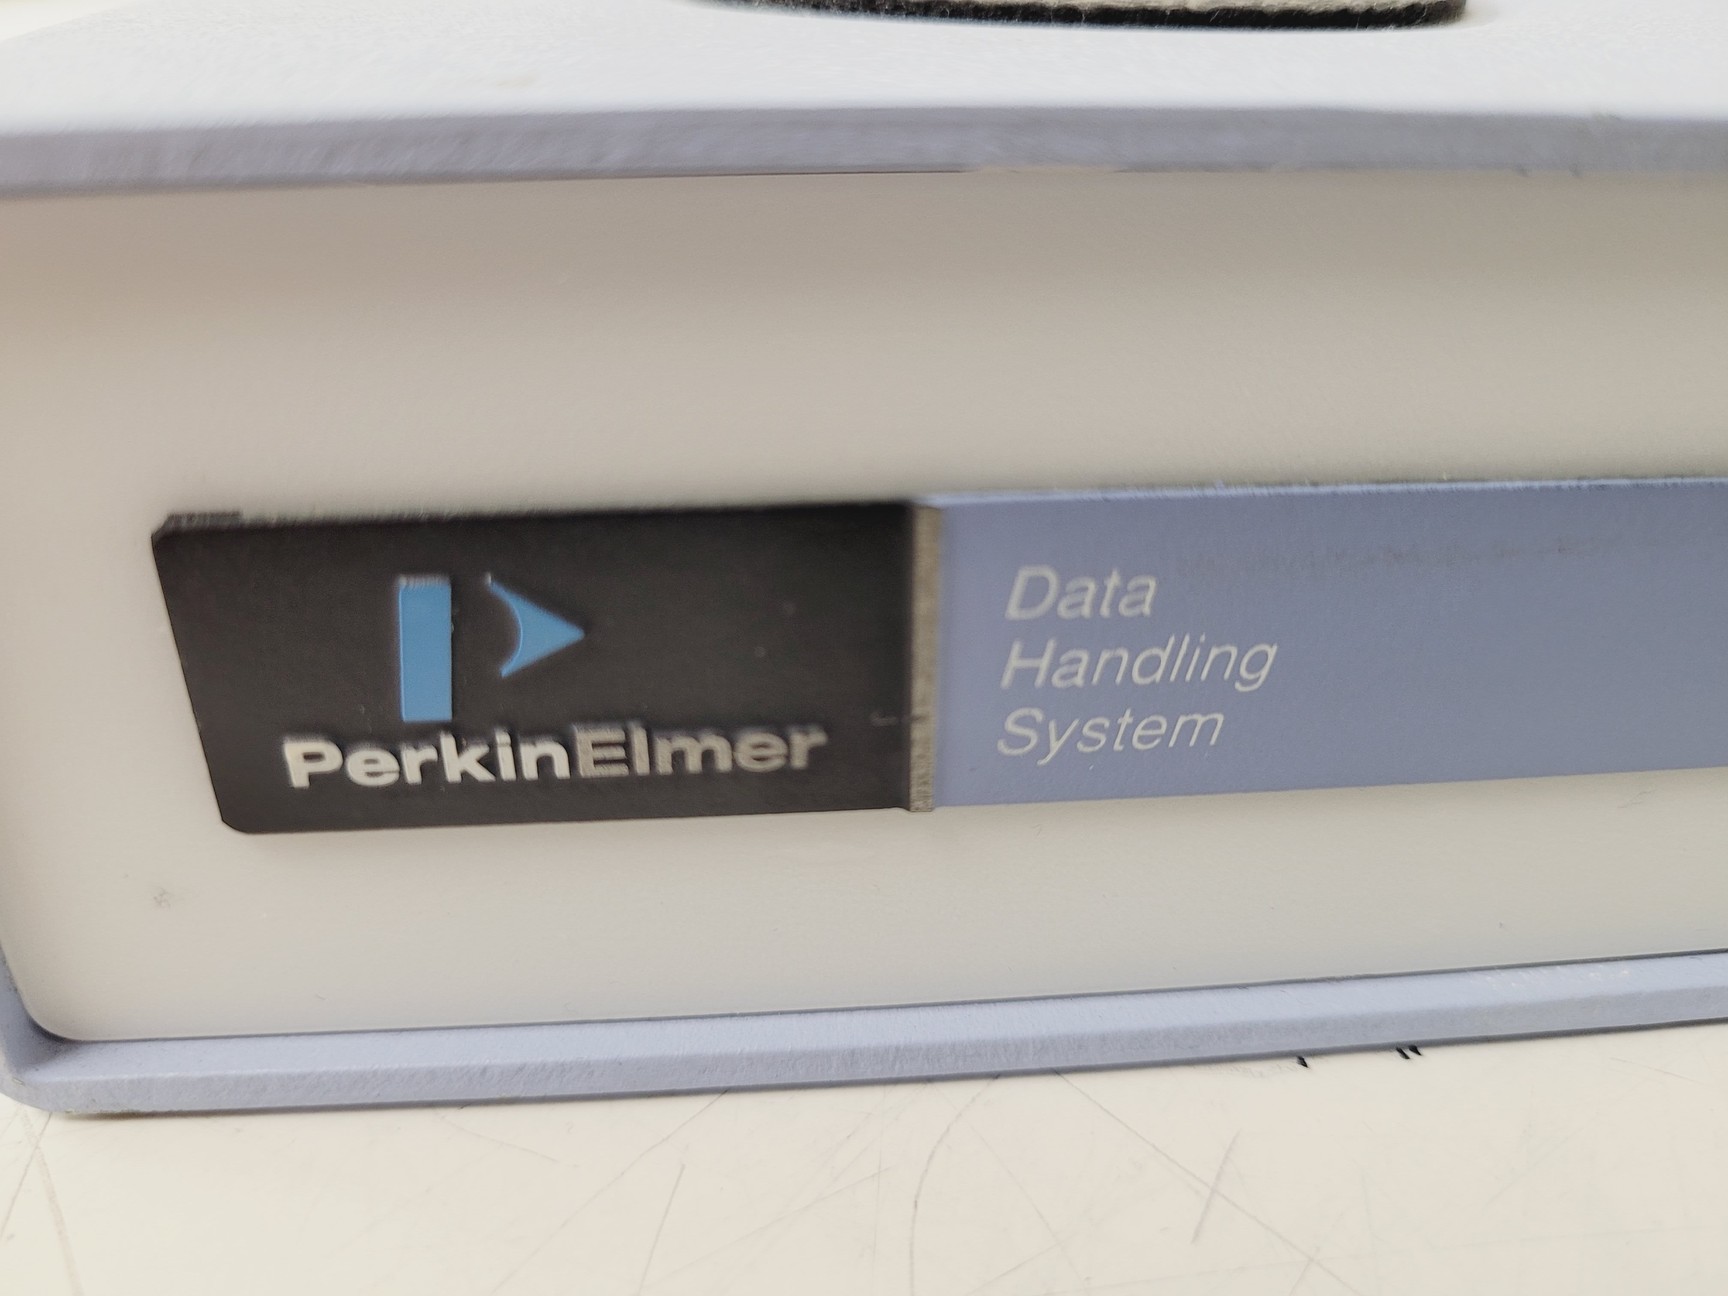 PerkinElmer
Data
Handling
System